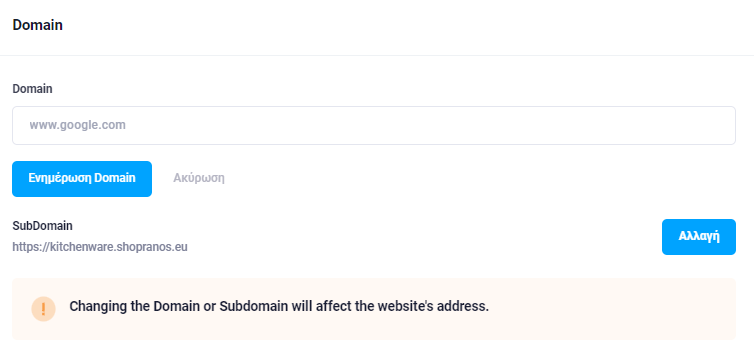 Domain
Domain
www.google.com
Ενημέρωση Domain
Ακύρωση
SubDomain
https://kitchenware.shopranos.eu
Αλλαγή
Changing the Domain or Subdomain will affect the website's address.